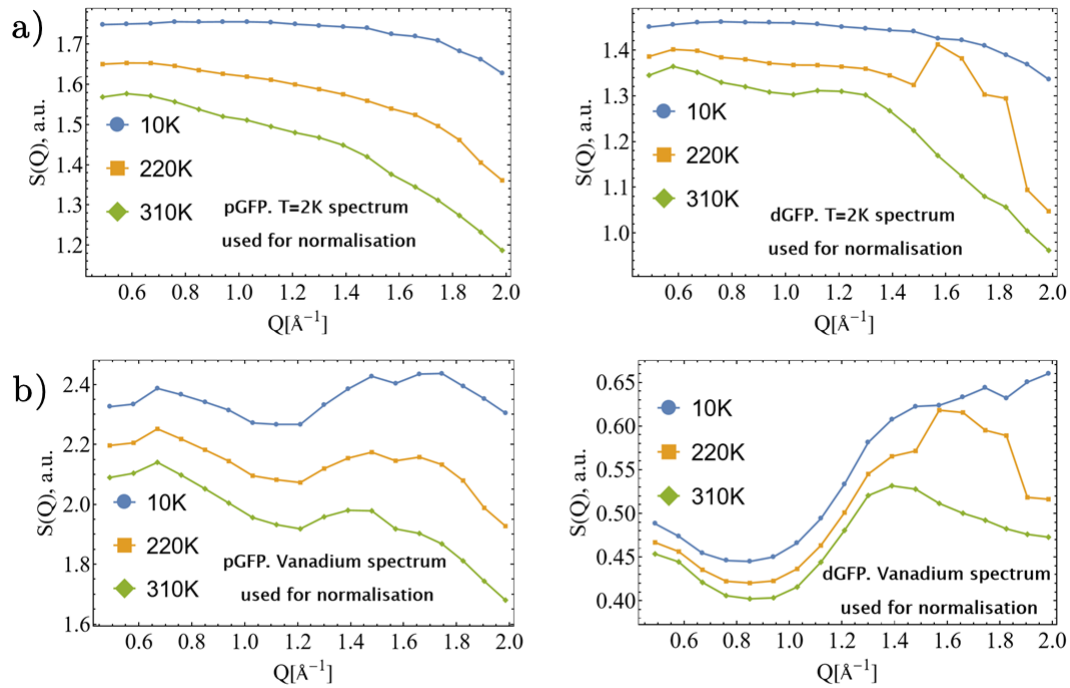 a)
S(Q), a.u.
1.7
1.6
1.5
1.4
1.3
1.2
10K
220K
310K
pGFP. T=2K spectrum
used for normalisation
0.6 0.8 1.0 1.2 1.4 1.6 1.8 2.0
Q[Å⁻¹]
S(Q), a.u.
1.4
1.3
1.2
1.1
1.0
10K
220K
310K
dGFP. T=2K spectrum
used for normalisation
0.6 0.8 1.0 1.2 1.4 1.6 1.8 2.0
Q[Å⁻¹]
b)
S(Q), a.u.
2.4
2.2
2.0
1.8
1.6
10K
220K
310K
pGFP. Vanadium spectrum
used for normalisation
0.6 0.8 1.0 1.2 1.4 1.6 1.8 2.0
Q[Å⁻¹]
S(Q), a.u.
0.65
0.60
0.55
0.50
0.45
0.40
10K
220K
310K
dGFP. Vanadium spectrum
used for normalisation
0.6 0.8 1.0 1.2 1.4 1.6 1.8 2.0
Q[Å⁻¹]